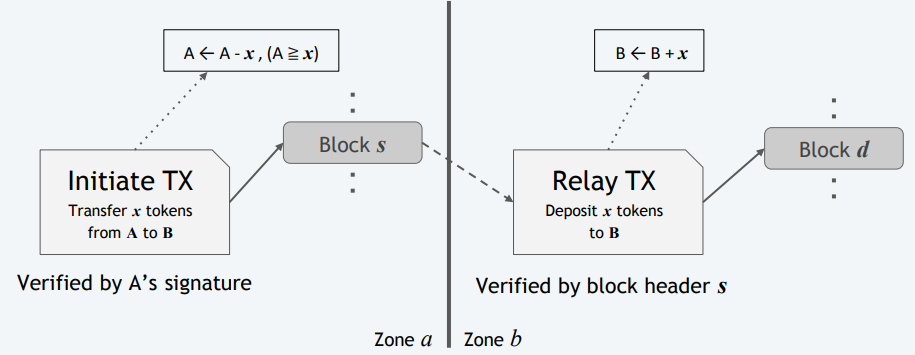 A ← A - x , (A ≧ x)
Block s
Initiate TX
Transfer x tokens
from A to B
Verified by A's signature
Zone a
B ← B + x
Block d
Relay TX
Deposit x tokens
to B
Verified by block header s
Zone b